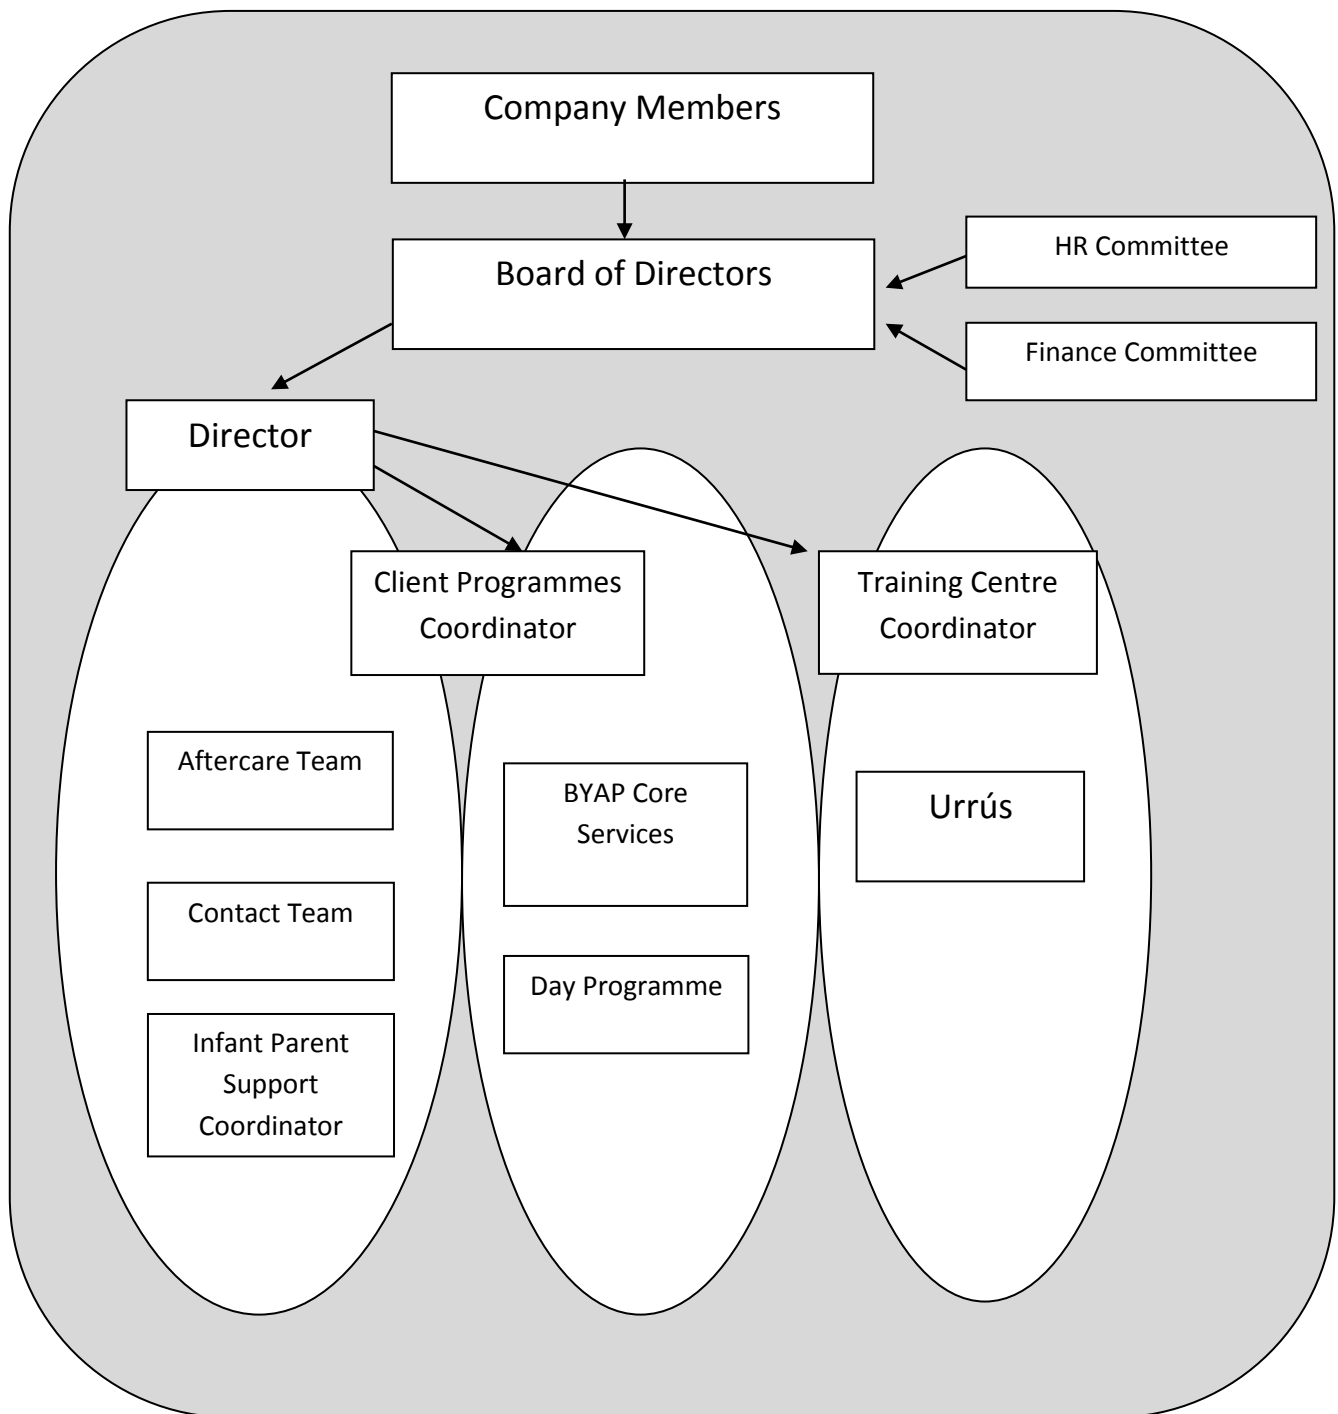 Company Members
Board of Directors
HR Committee
Finance Committee
Director
Client Programmes
Coordinator
Training Centre
Coordinator
Aftercare Team
Contact Team
Infant Parent
Support
Coordinator
BYAP Core
Services
Day Programme
Urrús